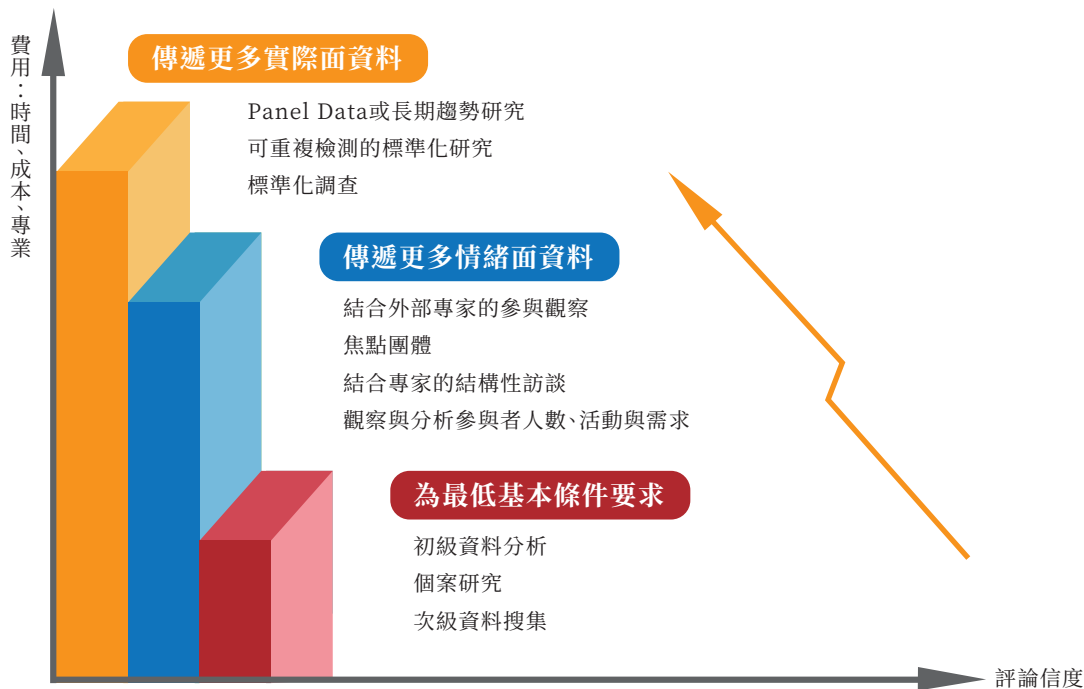 費用：時間、成本、專業
傳遞更多實際面資料
Panel Data或長期趨勢研究
可重複檢測的標準化研究
標準化調查
傳遞更多情緒面資料
結合外部專家的參與觀察
焦點團體
結合專家的結構性訪談
觀察與分析參與者人數、活動與需求
為最低基本條件要求
初級資料分析
個案研究
次級資料搜集
評論信度